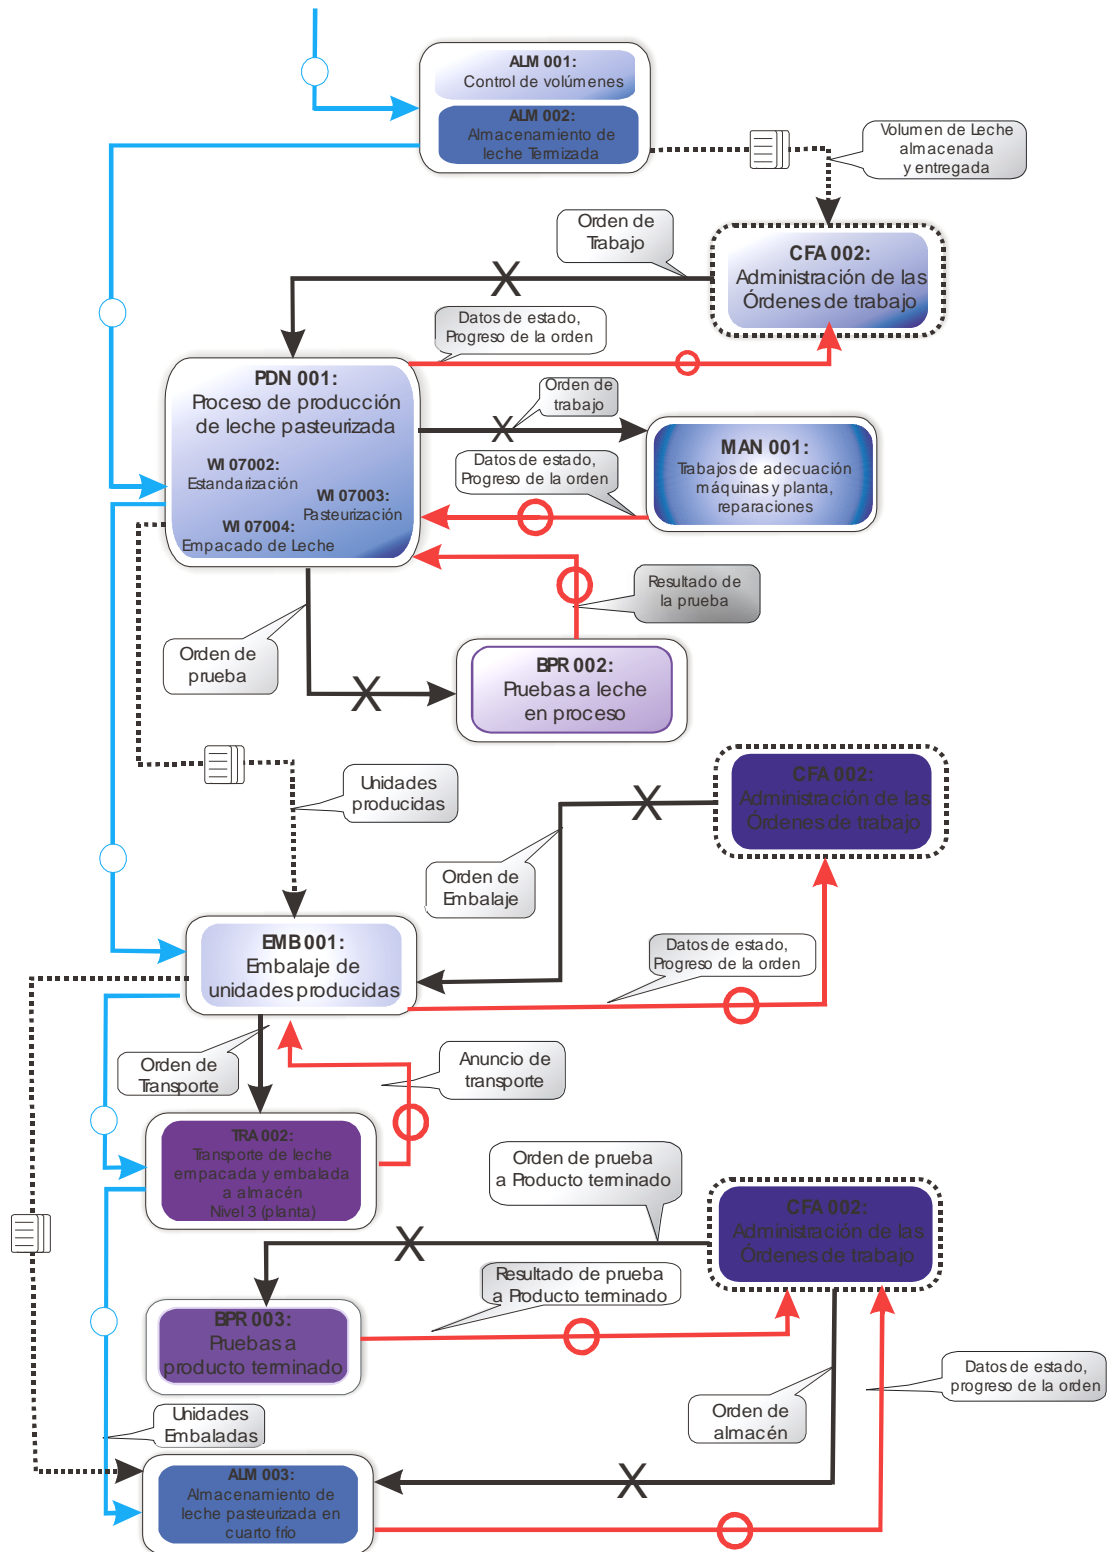 ALM 001:
Control de volúmenes
ALM 002:
Almacenamiento de
leche Termizada
Volumen de Leche
almacenada
y entregada
Orden de
Trabajo
CFA 002:
Administración de las
Órdenes de trabajo
Datos de estado,
Progreso de la orden
PDN 001:
Proceso de producción
de leche pasteurizada
WI 07002:
Estandarización
WI 07003:
Pasteurización
WI 07004:
Empacado de Leche
Orden de
trabajo
MAN 001:
Trabajos de adecuación
máquinas y planta,
reparaciones
Datos de estado,
Progreso de la orden
Resultado de
la prueba
Orden de
prueba
BPR 002:
Pruebas a leche
en proceso
Unidades
producidas
CFA 002:
Administración de las
Órdenes de trabajo
Orden de
Embalaje
EMB 001:
Embalaje de
unidades producidas
Datos de estado,
Progreso de la orden
Orden de
Transporte
Anuncio de
transporte
TRA 002:
Transporte de leche
empacada y embalada
a almacén
Nivel 3 (planta)
Orden de prueba
a Producto terminado
CFA 002:
Administración de las
Órdenes de trabajo
Resultado de prueba
a Producto terminado
BPR 003:
Pruebas a
producto terminado
Datos de estado,
progreso de la orden
Orden de
almacén
Unidades
Embaladas
ALM 003:
Almacenamiento de
leche pasteurizada en
cuarto frío